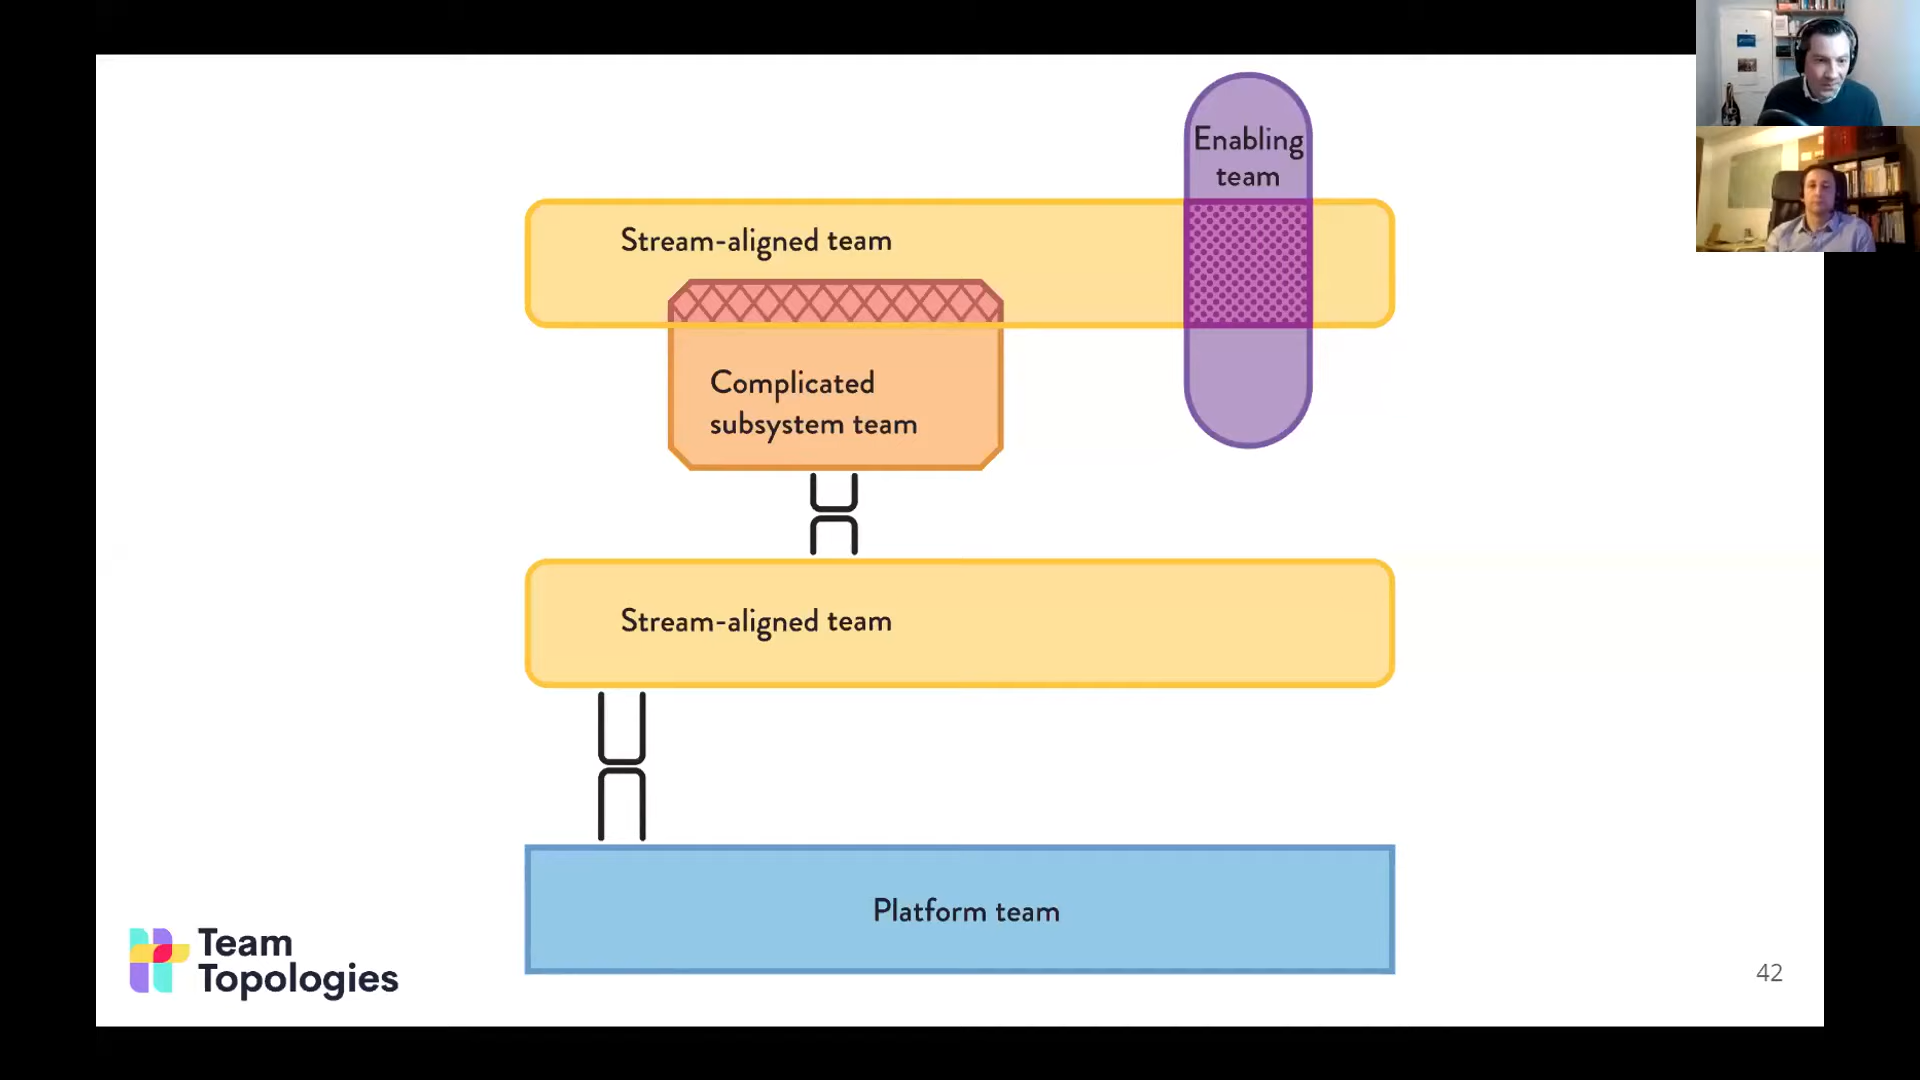 Enabling
team
Stream-aligned team
Complicated
subsystem team
Stream-aligned team
Platform team
Team
Topologies
42